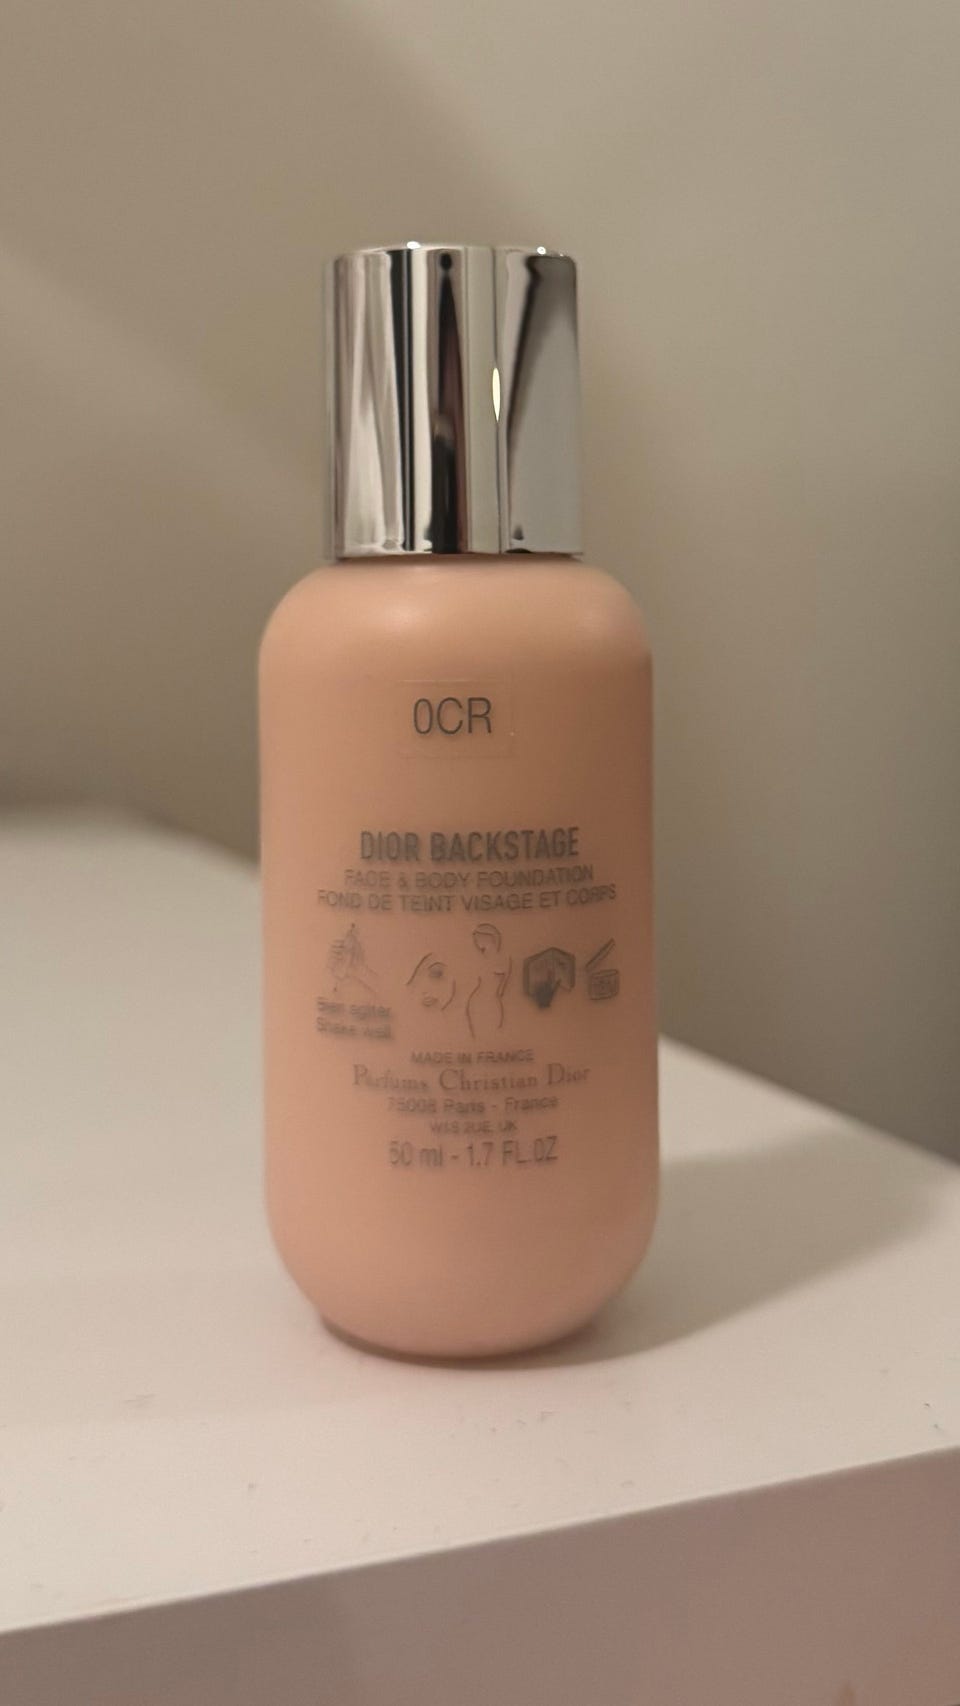 0CR
DIOR BACKSTAGE
FACE & BODY FOUNDATION
FOND DE TEINT VISAGE ET CORPS
Bien agiter.
Shake well.
MADE IN FRANCE
Parfums Christian Dior
75008 Paris - France
W1S 2UE, UK
50 ml - 1.7 FL.OZ